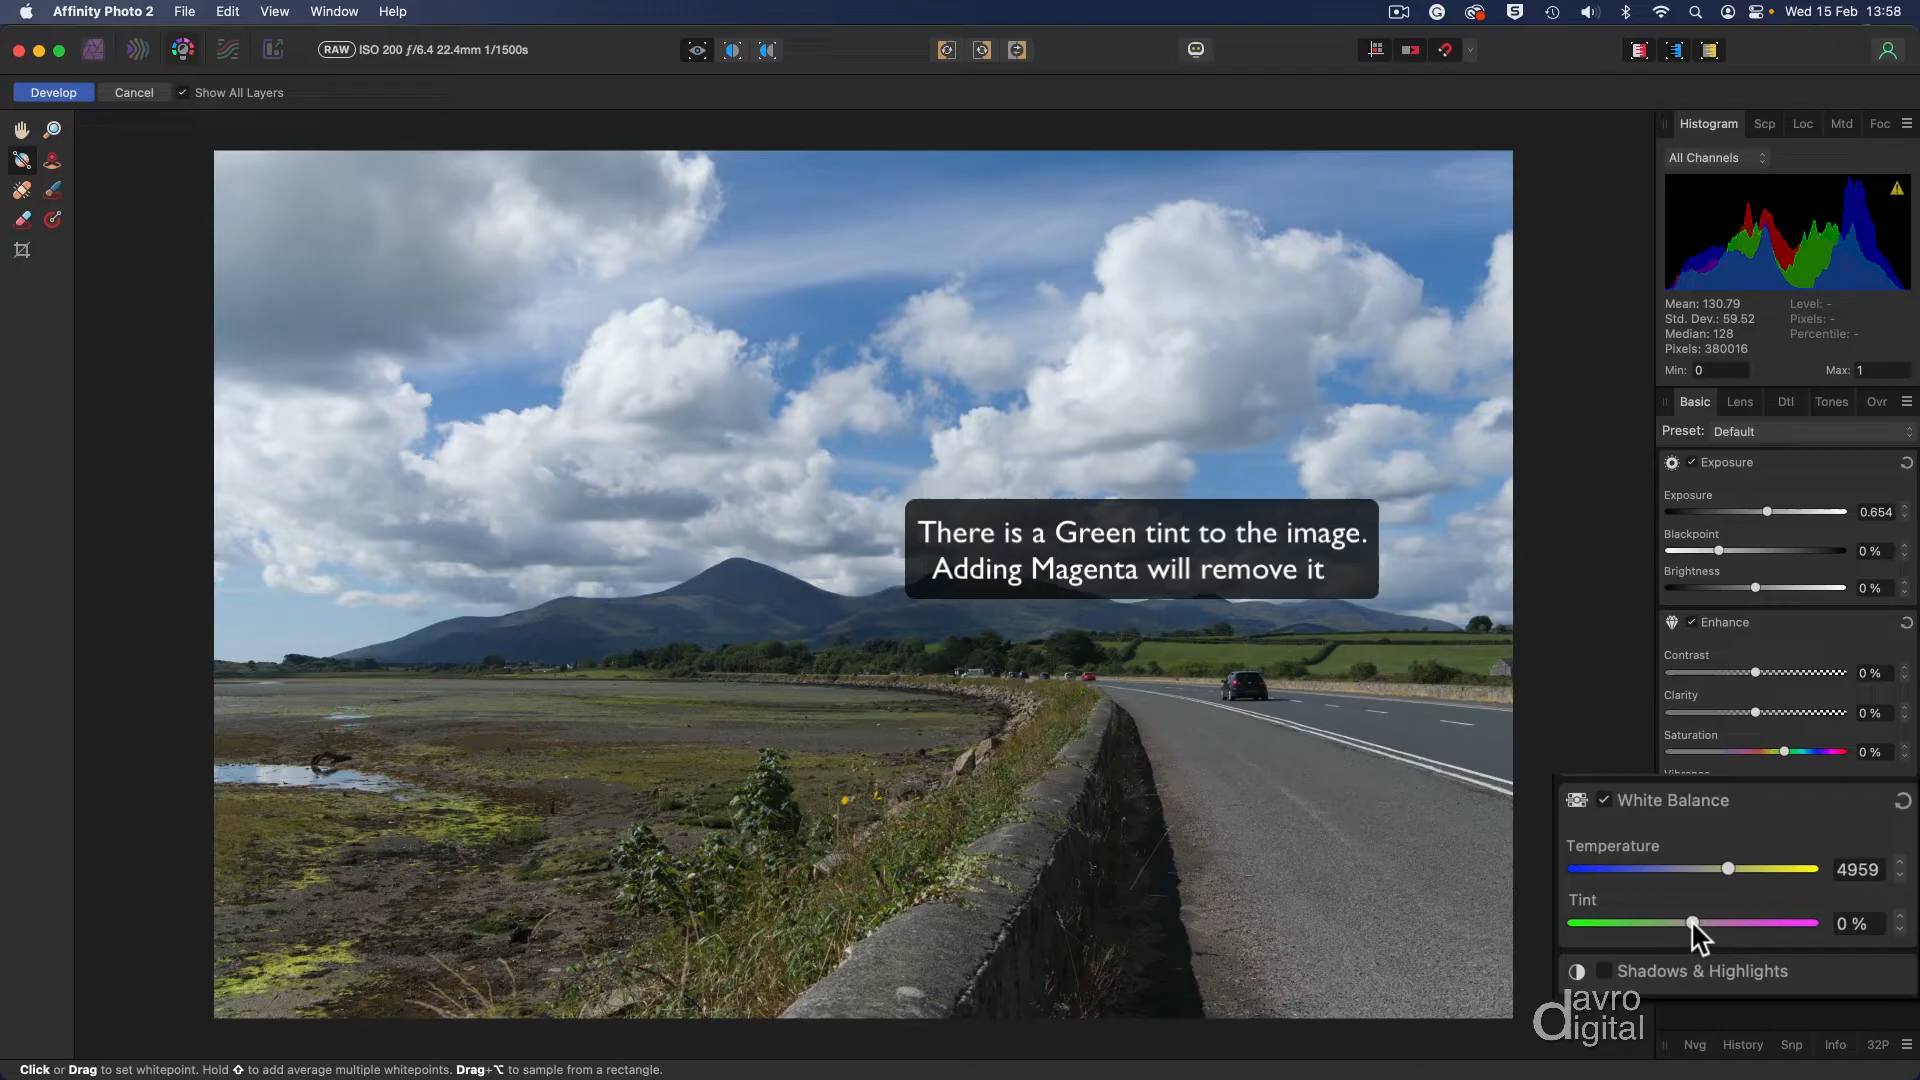 Affinity Photo 2 File Edit View Window Help Wed 15 Feb 13:58
RAW ISO 200 ƒ/6.4 22.4mm 1/1500s
Develop Cancel Show All Layers
Histogram Scp Loc Mtd Foc
All Channels
Mean: 130.79 Level: -
Std. Dev.: 59.52 Pixels: -
Median: 128 Percentile: -
Pixels: 380016
Min: 0 Max: 1
Basic Lens Dtl Tones Ovr
Preset: Default
Exposure
Exposure
0.654
Blackpoint
0 %
Brightness
0 %
Enhance
Contrast
0 %
Clarity
0 %
Saturation
0 %
There is a Green tint to the image.
Adding Magenta will remove it
White Balance
Temperature
4959
Tint
0 %
Shadows & Highlights
davro
digital
Nvg History Snp Info 32P
Click or Drag to set whitepoint. Hold ⇧ to add average multiple whitepoints. Drag+⌥ to sample from a rectangle.